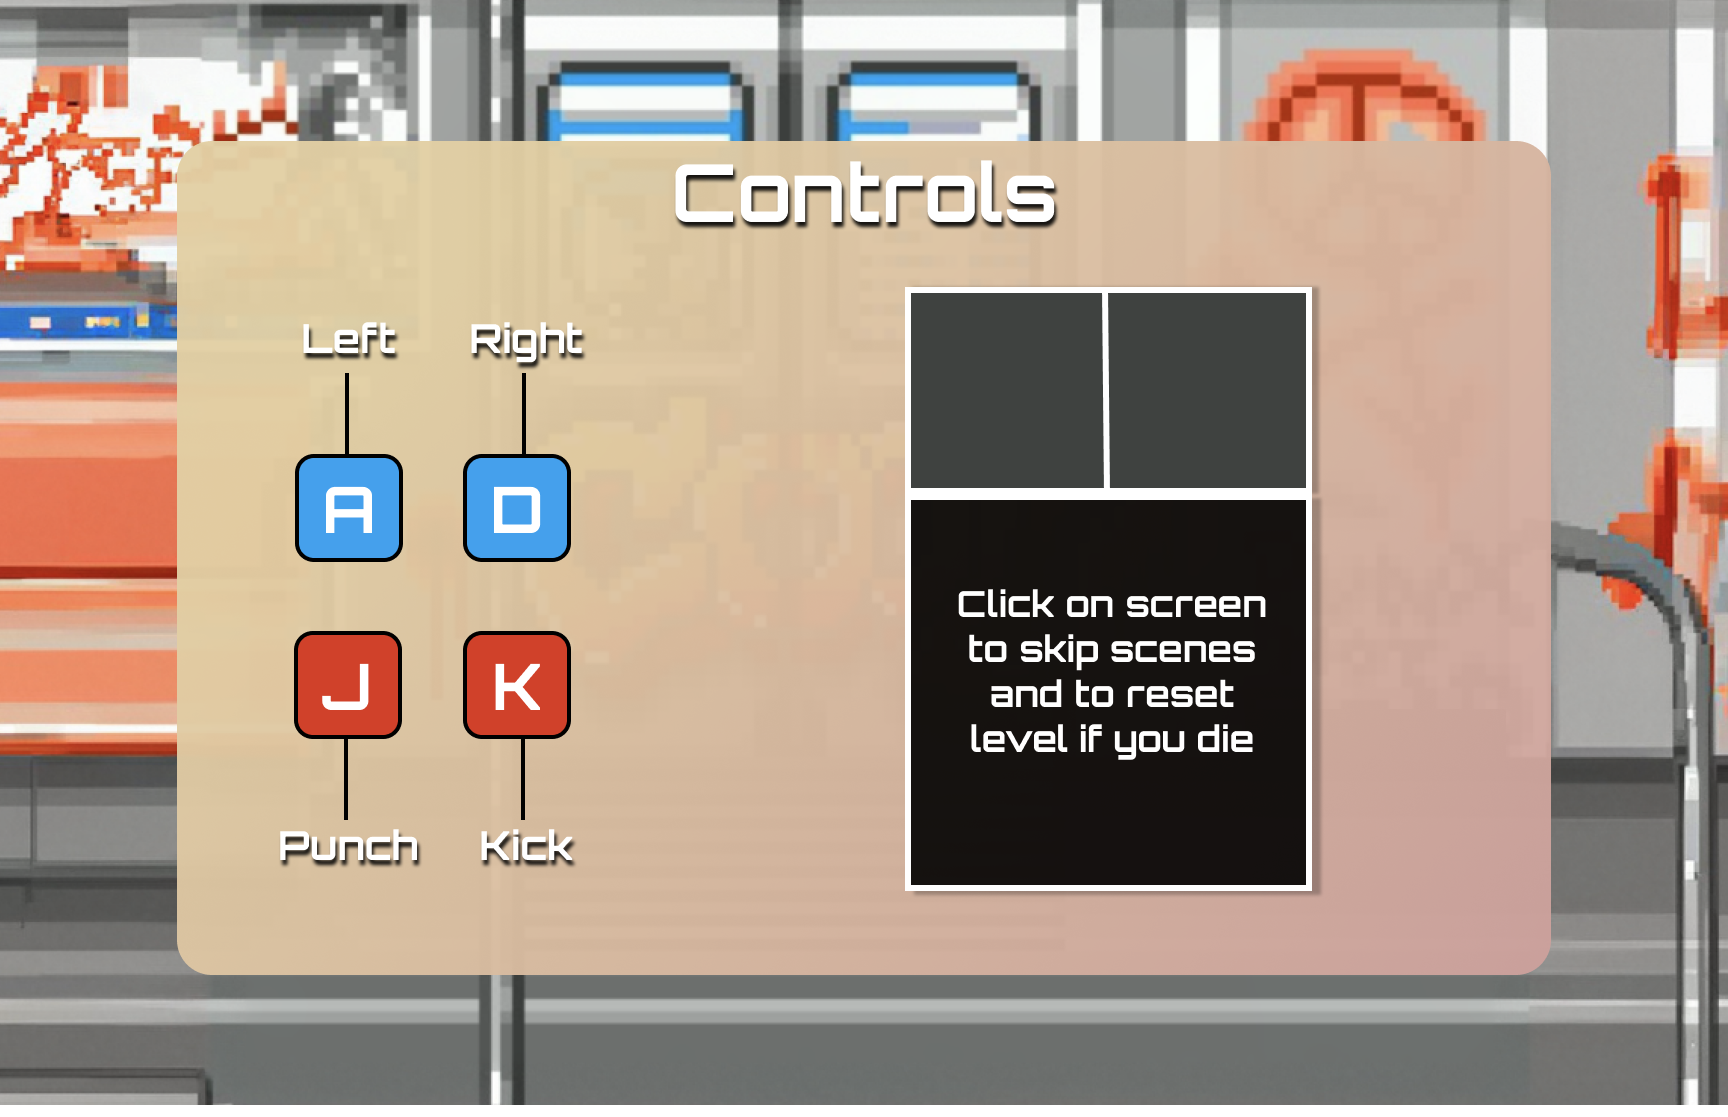 Controls
Left Right
A D
J K
Punch Kick
Click on screen
to skip scenes
and to reset
level if you die